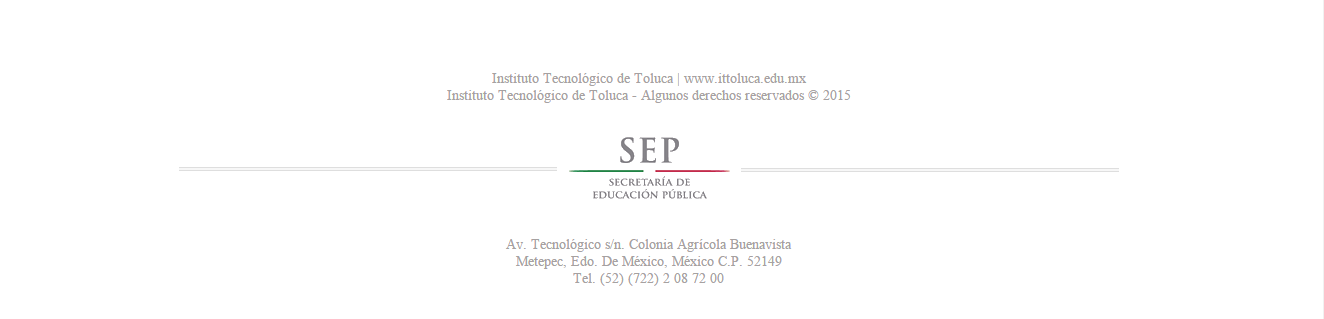 Instituto Tecnológico de Toluca | www.ittoluca.edu.mx
Instituto Tecnológico de Toluca - Algunos derechos reservados © 2015
SEP
SECRETARÍA DE
EDUCACIÓN PÚBLICA
Av. Tecnológico s/n. Colonia Agrícola Buenavista
Metepec, Edo. De México, México C.P. 52149
Tel. (52) (722) 2 08 72 00